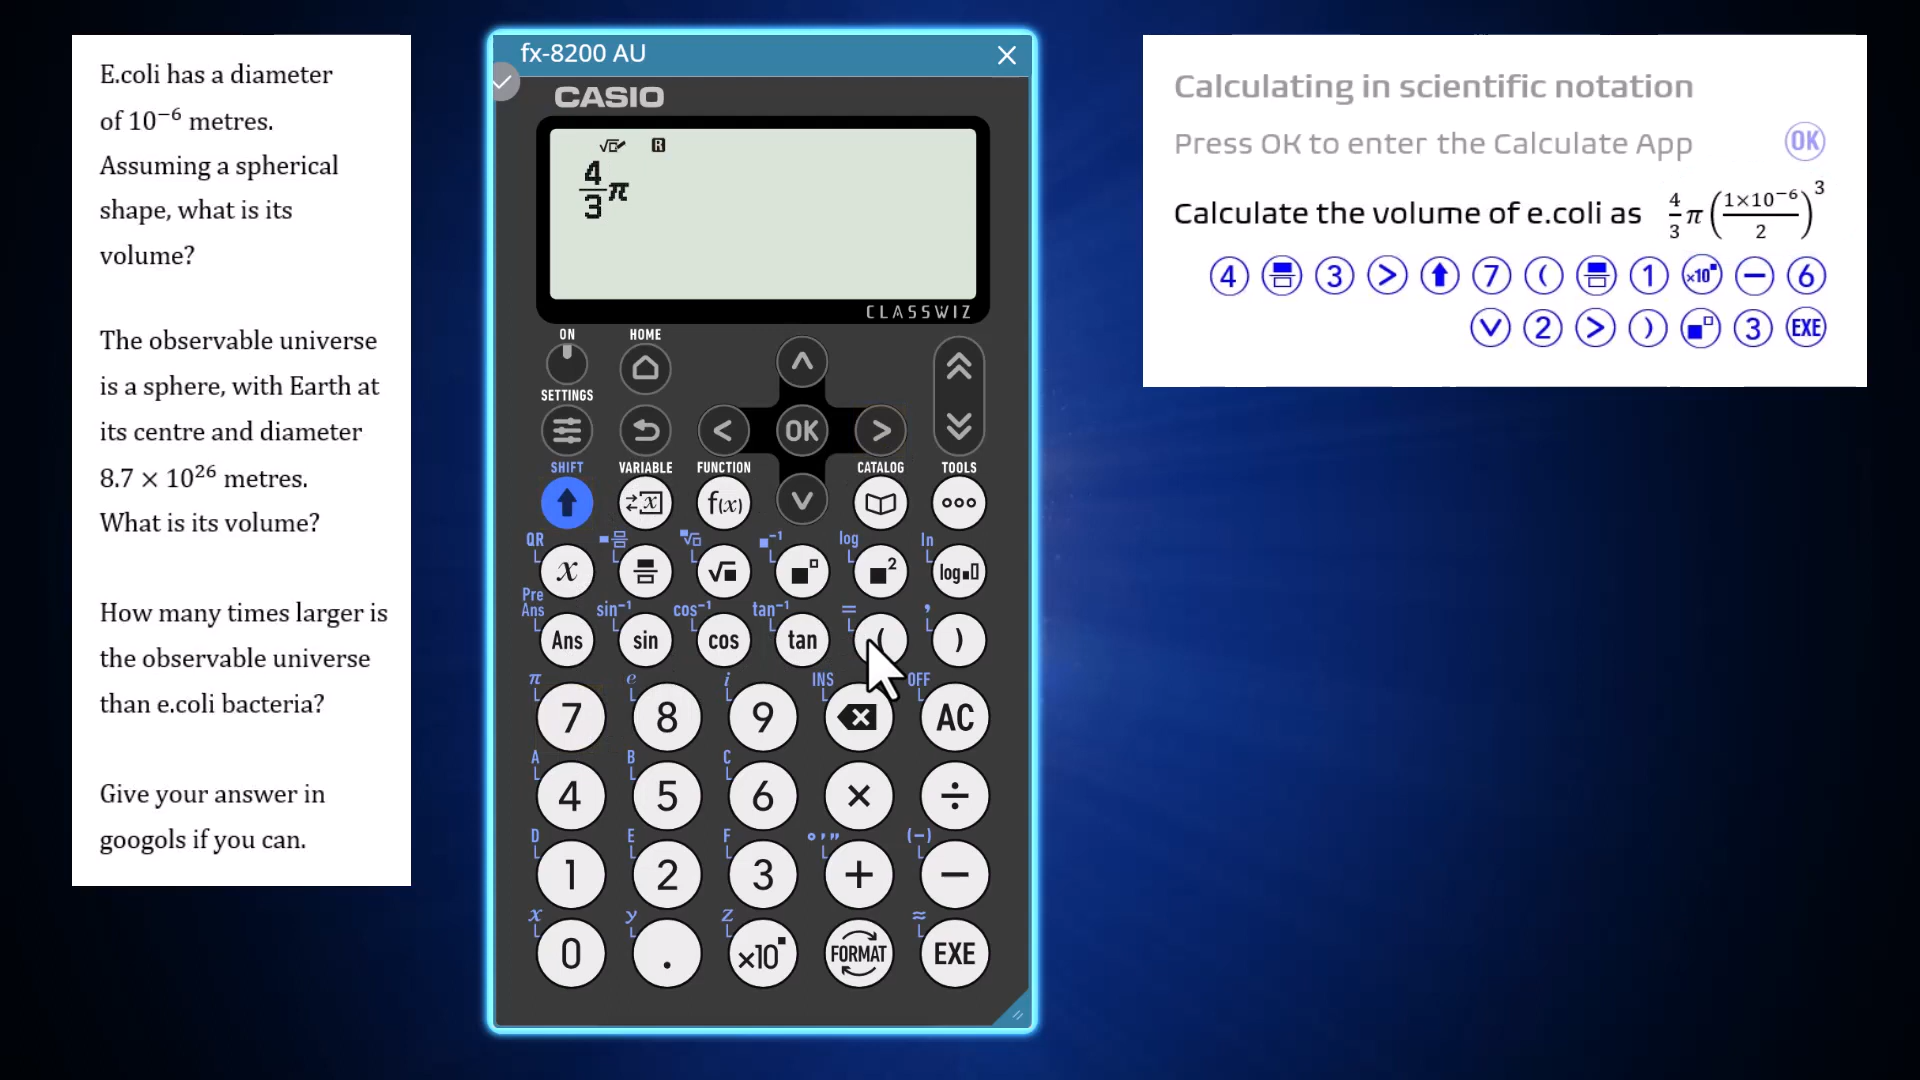 E.coli has a diameter
of 10⁻⁶ metres.
Assuming a spherical
shape, what is its
volume?
The observable universe
is a sphere, with Earth at
its centre and diameter
8.7 × 10²⁶ metres.
What is its volume?
How many times larger is
the observable universe
than e.coli bacteria?
Give your answer in
googols if you can.
fx-8200 AU
CASIO
√ R
4/3 π
CLASSWIZ
ON HOME
SETTINGS
< OK >
SHIFT VARIABLE FUNCTION CATALOG TOOLS
x f(x) ooo
QR √ ■⁻¹ log ln
x √■ ■ ■² log
Pre Ans sin⁻¹ cos⁻¹ tan⁻¹ = ,
Ans sin cos tan ( )
π e i INS OFF
7 8 9 AC
A B C
4 5 6 × ÷
D E F °′″ (−)
1 2 3 + −
x y z ≈
0 . ×10■ FORMAT EXE
Calculating in scientific notation
Press OK to enter the Calculate App OK
Calculate the volume of e.coli as 4/3 π (1×10⁻⁶/2)³
4 3 > 7 ( 1 ×10■ − 6
2 > ) 3 EXE